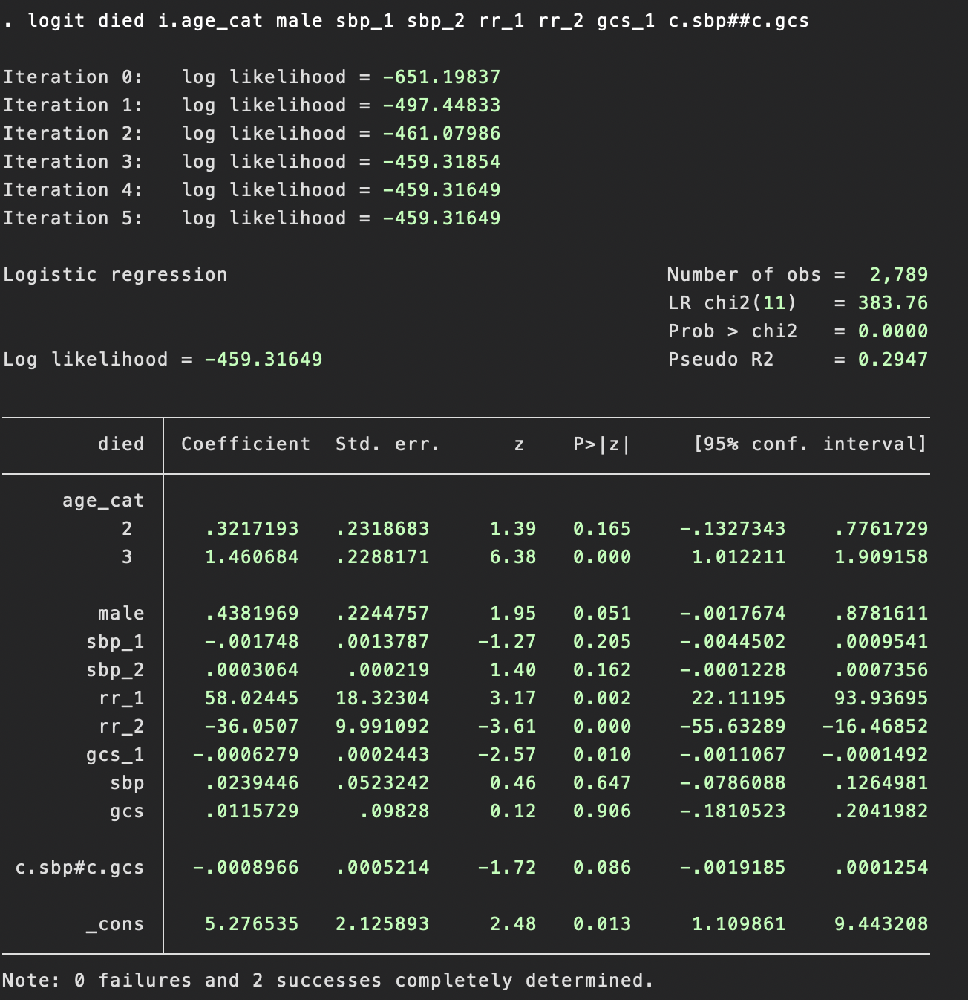 . logit died i.age_cat male sbp_1 sbp_2 rr_1 rr_2 gcs_1 c.sbp##c.gcs
Iteration 0:   log likelihood = -651.19837
Iteration 1:   log likelihood = -497.44833
Iteration 2:   log likelihood = -461.07986
Iteration 3:   log likelihood = -459.31854
Iteration 4:   log likelihood = -459.31649
Iteration 5:   log likelihood = -459.31649
Logistic regression                    Number of obs =  2,789
LR chi2(11)   = 383.76
Prob > chi2   = 0.0000
Log likelihood = -459.31649            Pseudo R2     = 0.2947
died   Coefficient  Std. err.      z    P>|z|     [95% conf. interval]
age_cat
2     .3217193   .2318683     1.39   0.165    -.1327343    .7761729
3     1.460684   .2288171     6.38   0.000     1.012211    1.909158
male     .4381969   .2244757     1.95   0.051    -.0017674    .8781611
sbp_1    -.001748   .0013787    -1.27   0.205    -.0044502    .0009541
sbp_2     .0003064    .000219     1.40   0.162    -.0001228    .0007356
rr_1     58.02445   18.32304     3.17   0.002     22.11195    93.93695
rr_2     -36.0507   9.991092    -3.61   0.000    -55.63289   -16.46852
gcs_1    -.0006279   .0002443    -2.57   0.010    -.0011067   -.0001492
sbp     .0239446   .0523242     0.46   0.647    -.0786088    .1264981
gcs     .0115729     .09828     0.12   0.906    -.1810523    .2041982
c.sbp#c.gcs    -.0008966   .0005214    -1.72   0.086    -.0019185    .0001254
_cons     5.276535   2.125893     2.48   0.013     1.109861    9.443208
Note: 0 failures and 2 successes completely determined.